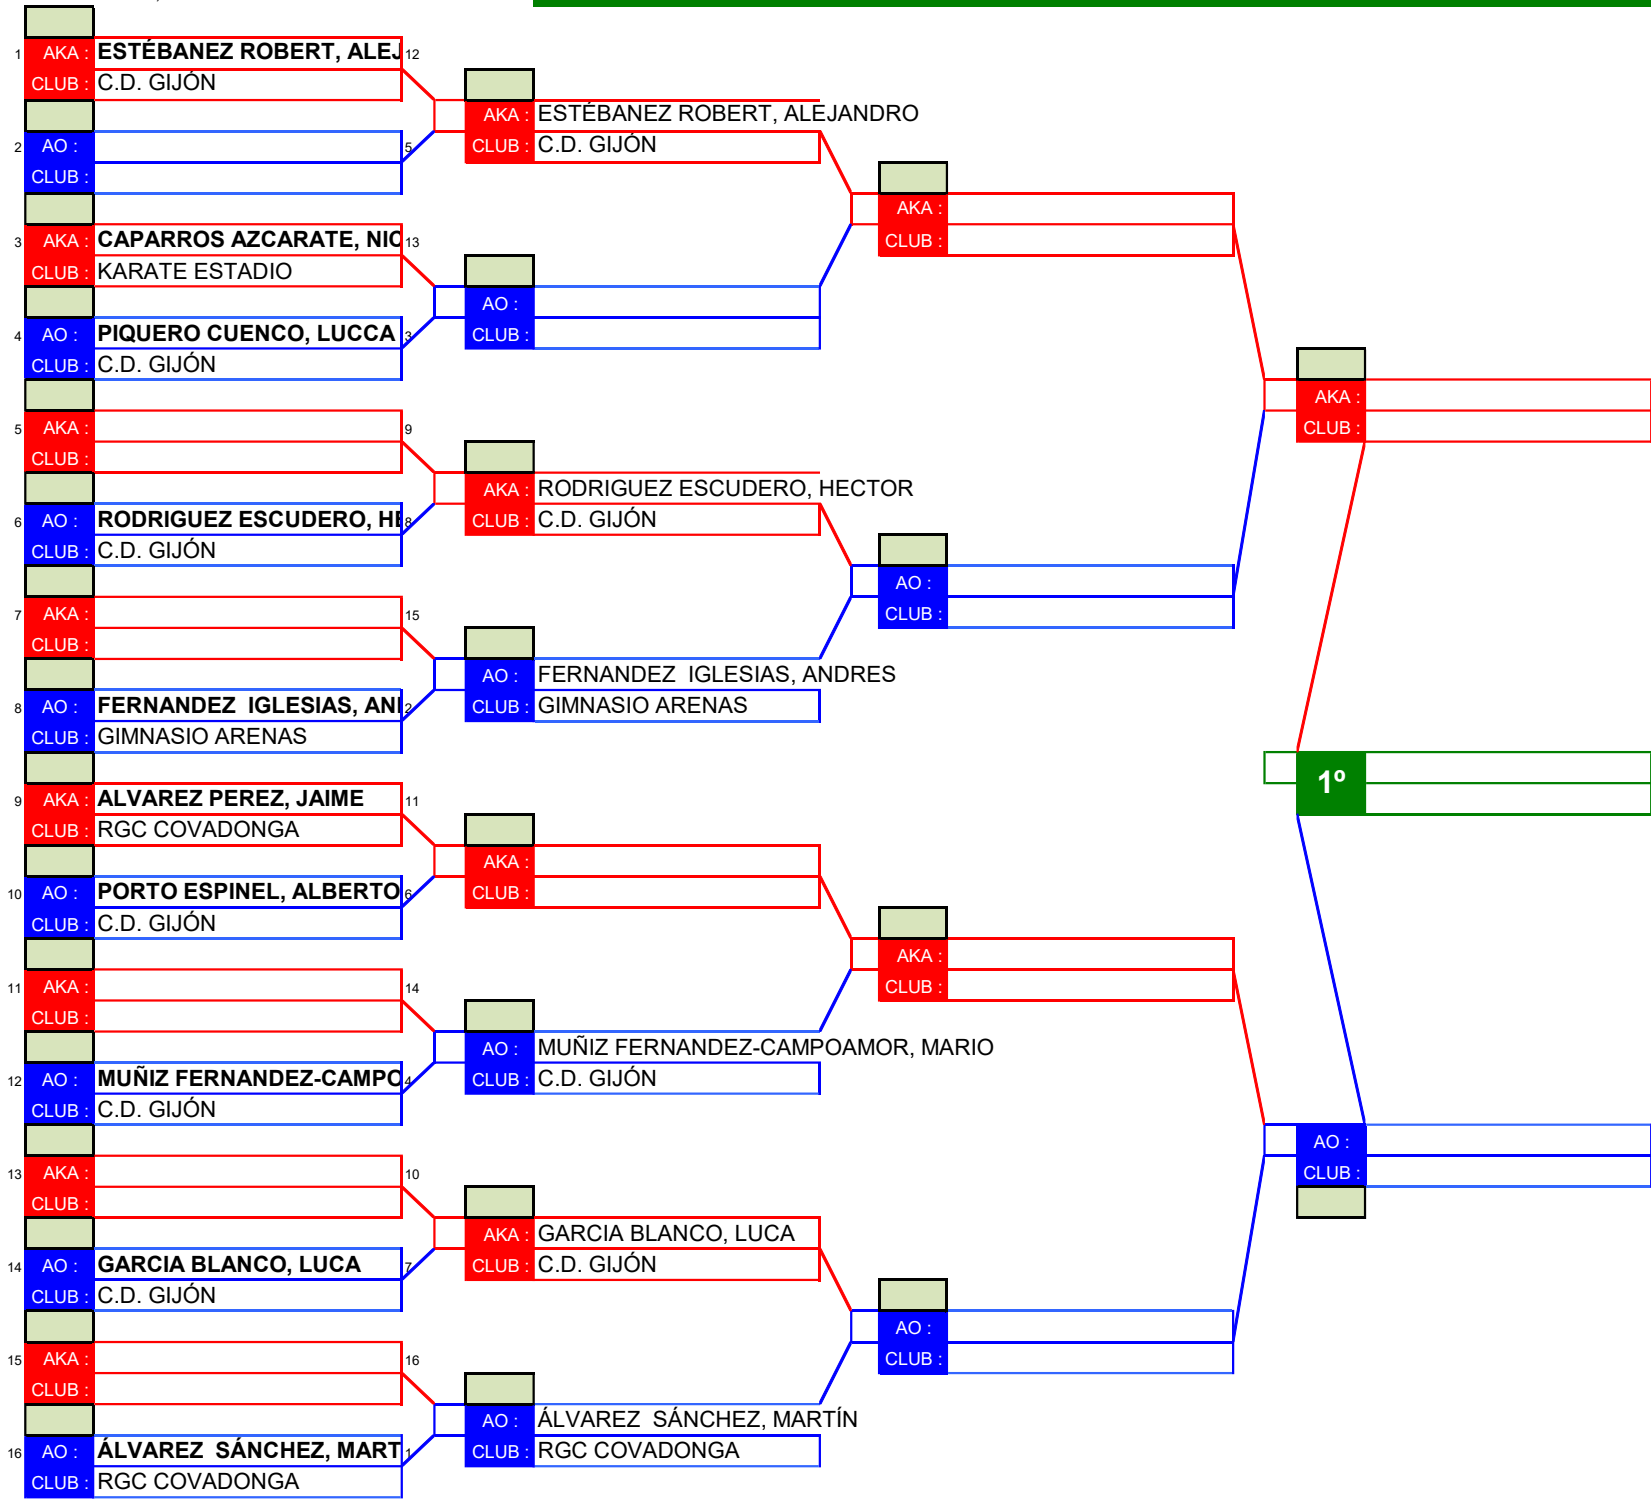 1 AKA : ESTÉBANEZ ROBERT, ALEJ 12
CLUB : C.D. GIJÓN
2 AO : 5
CLUB :
3 AKA : CAPARROS AZCARATE, NIC 13
CLUB : KARATE ESTADIO
4 AO : PIQUERO CUENCO, LUCCA 3
CLUB : C.D. GIJÓN
5 AKA : 9
CLUB :
6 AO : RODRIGUEZ ESCUDERO, HE 8
CLUB : C.D. GIJÓN
7 AKA : 15
CLUB :
8 AO : FERNANDEZ  IGLESIAS, AN 2
CLUB : GIMNASIO ARENAS
9 AKA : ALVAREZ PEREZ, JAIME 11
CLUB : RGC COVADONGA
10 AO : PORTO ESPINEL, ALBERTO 6
CLUB : C.D. GIJÓN
11 AKA : 14
CLUB :
12 AO : MUÑIZ FERNANDEZ-CAMPO 4
CLUB : C.D. GIJÓN
13 AKA : 10
CLUB :
14 AO : GARCIA BLANCO, LUCA 7
CLUB : C.D. GIJÓN
15 AKA : 16
CLUB :
16 AO : ÁLVAREZ  SÁNCHEZ, MART 1
CLUB : RGC COVADONGA
AKA : ESTÉBANEZ ROBERT, ALEJANDRO
CLUB : C.D. GIJÓN
AO :
CLUB :
AKA : RODRIGUEZ ESCUDERO, HECTOR
CLUB : C.D. GIJÓN
AO : FERNANDEZ  IGLESIAS, ANDRES
CLUB : GIMNASIO ARENAS
AKA :
CLUB :
AO : MUÑIZ FERNANDEZ-CAMPOAMOR, MARIO
CLUB : C.D. GIJÓN
AKA : GARCIA BLANCO, LUCA
CLUB : C.D. GIJÓN
AO : ÁLVAREZ  SÁNCHEZ, MARTÍN
CLUB : RGC COVADONGA
AKA :
CLUB :
AO :
CLUB :
AKA :
CLUB :
AO :
CLUB :
AKA :
CLUB :
1º
AO :
CLUB :